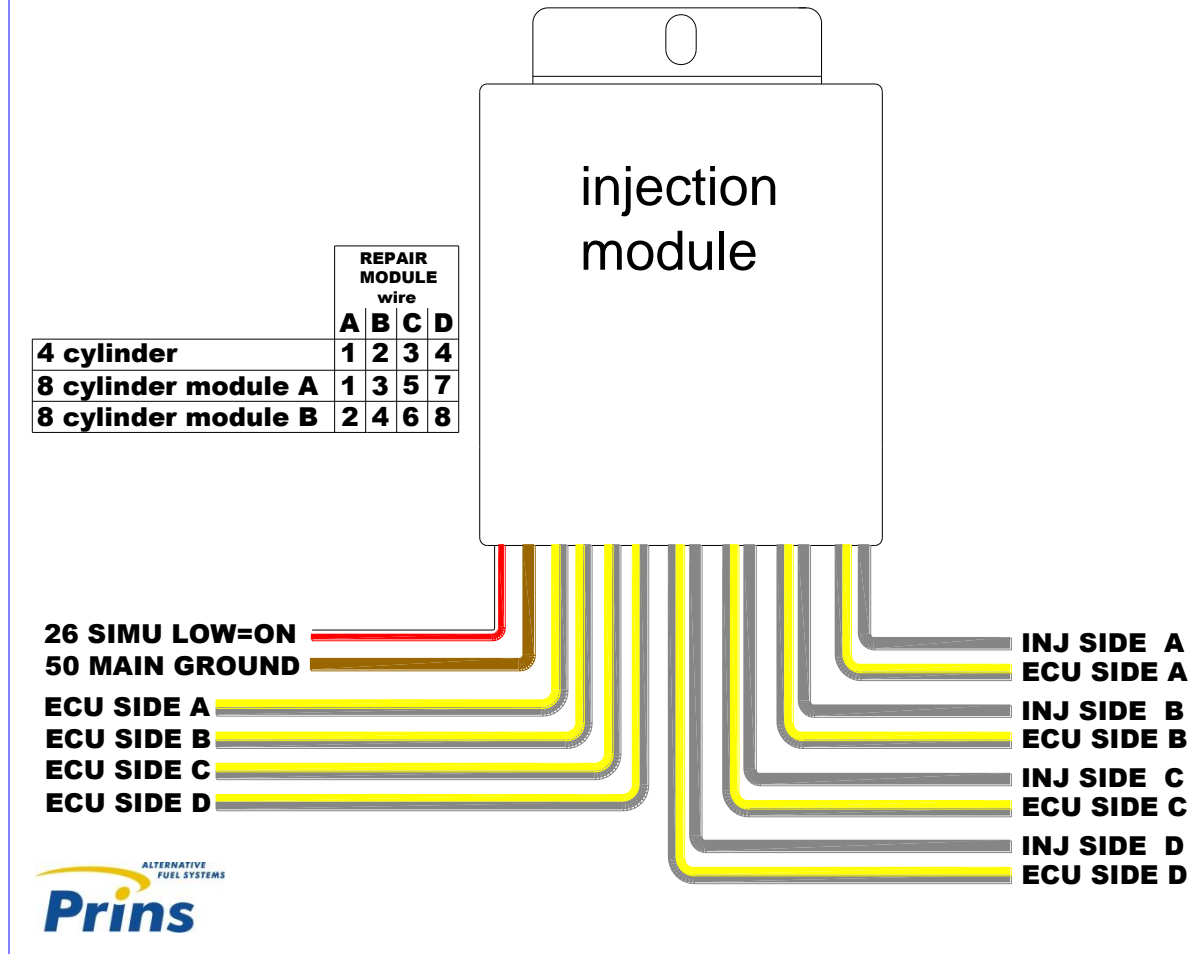 injection
module
REPAIR
MODULE
wire
A B C D
4 cylinder 1 2 3 4
8 cylinder module A 1 3 5 7
8 cylinder module B 2 4 6 8
26 SIMU LOW=ON
50 MAIN GROUND
ECU SIDE A
ECU SIDE B
ECU SIDE C
ECU SIDE D
INJ SIDE A
ECU SIDE A
INJ SIDE B
ECU SIDE B
INJ SIDE C
ECU SIDE C
INJ SIDE D
ECU SIDE D
ALTERNATIVE
FUEL SYSTEMS
Prins